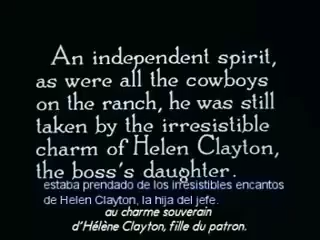 An independent spirit,
as were all the cowboys
on the ranch, he was still
taken by the irresistible
charm of Helen Clayton,
the boss's daughter.
estaba prendado de los irresistibles encantos
de Helen Clayton, la hija del jefe.
au charme souverain
d'Hélène Clayton, fille du patron.